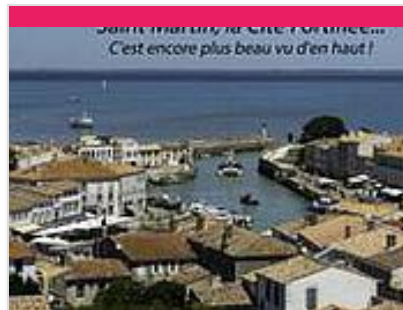 Saint Martin, la Cité Fortifiée...
C'est encore plus beau vu d'en haut !